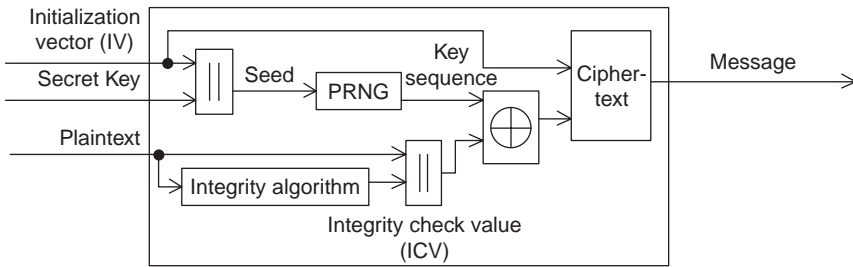 Initialization
vector (IV)
Secret Key
Plaintext
||
Seed
PRNG
Key
sequence
Integrity algorithm
||
Integrity check value
(ICV)
Cipher-
text
Message